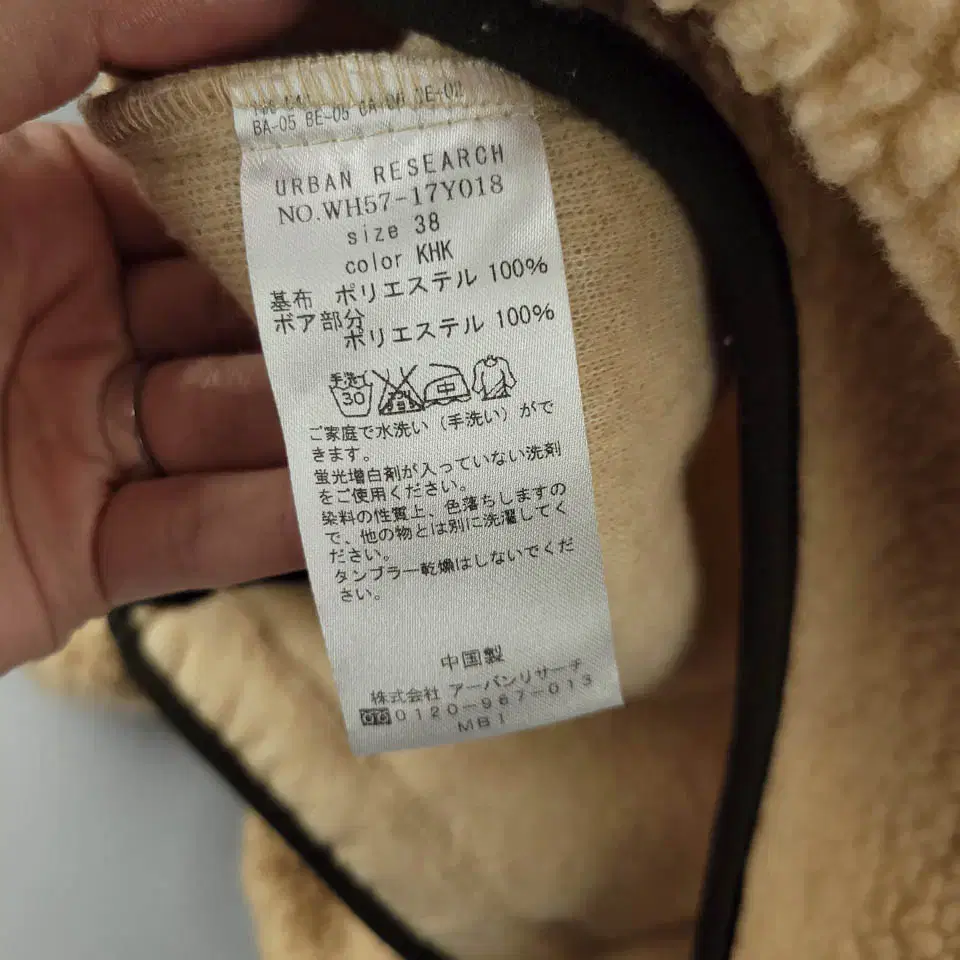 BA-05 BE-05
URBAN RESEARCH
NO.WH57-17Y018
size 38
color KHK
基布 ポリエステル 100%
ボア部分
ポリエステル 100%
手洗イ
30
中
ご家庭で水洗い（手洗い）がで
きます。
蛍光増白剤が入っていない洗剤
をご使用ください。
染料の性質上、色落ちしますの
で、他の物とは別に洗濯してく
ださい。
タンブラー乾燥はしないでくだ
さい。
中国製
株式会社 アーバンリサーチ
0120-967-013
MBI